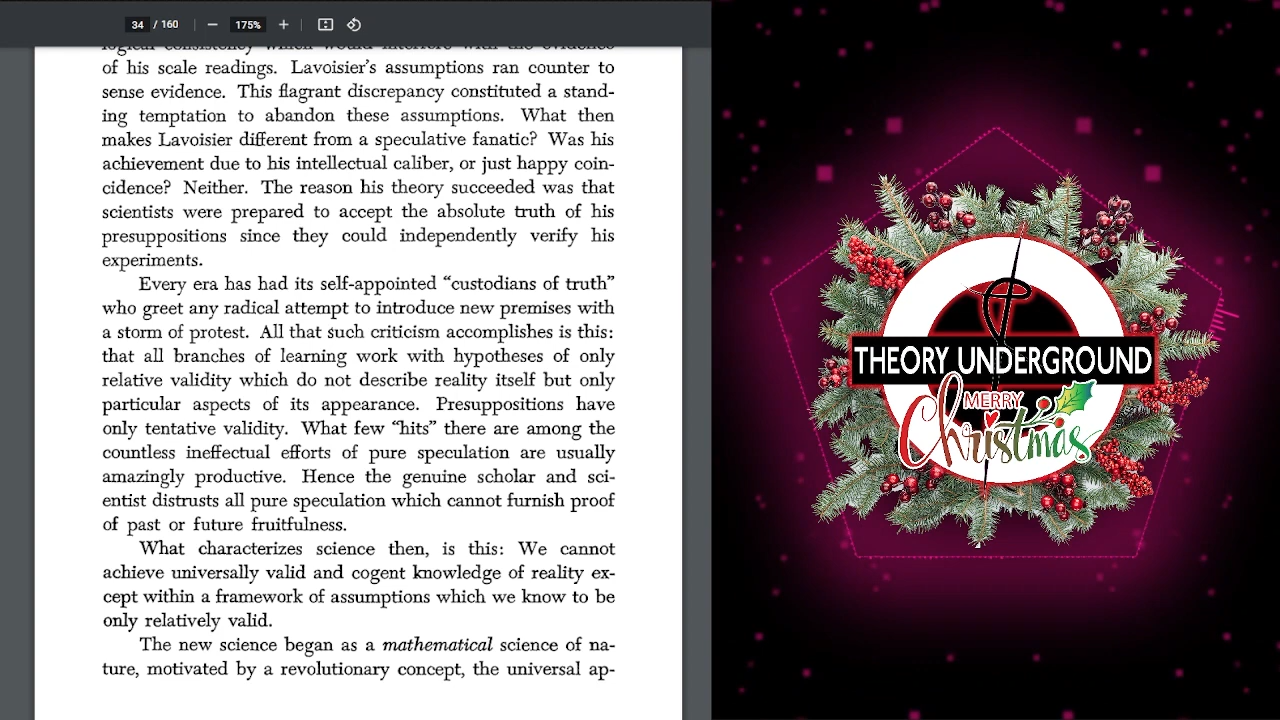 34 / 160
175%
logical consistency which would interfere with the evidence
of his scale readings. Lavoisier's assumptions ran counter to
sense evidence. This flagrant discrepancy constituted a stand-
ing temptation to abandon these assumptions. What then
makes Lavoisier different from a speculative fanatic? Was his
achievement due to his intellectual caliber, or just happy coin-
cidence? Neither. The reason his theory succeeded was that
scientists were prepared to accept the absolute truth of his
presuppositions since they could independently verify his
experiments.
Every era has had its self-appointed “custodians of truth”
who greet any radical attempt to introduce new premises with
a storm of protest. All that such criticism accomplishes is this:
that all branches of learning work with hypotheses of only
relative validity which do not describe reality itself but only
particular aspects of its appearance. Presuppositions have
only tentative validity. What few “hits” there are among the
countless ineffectual efforts of pure speculation are usually
amazingly productive. Hence the genuine scholar and sci-
entist distrusts all pure speculation which cannot furnish proof
of past or future fruitfulness.
What characterizes science then, is this: We cannot
achieve universally valid and cogent knowledge of reality ex-
cept within a framework of assumptions which we know to be
only relatively valid.
The new science began as a mathematical science of na-
ture, motivated by a revolutionary concept, the universal ap-
THEORY UNDERGROUND
MERRY
Christmas